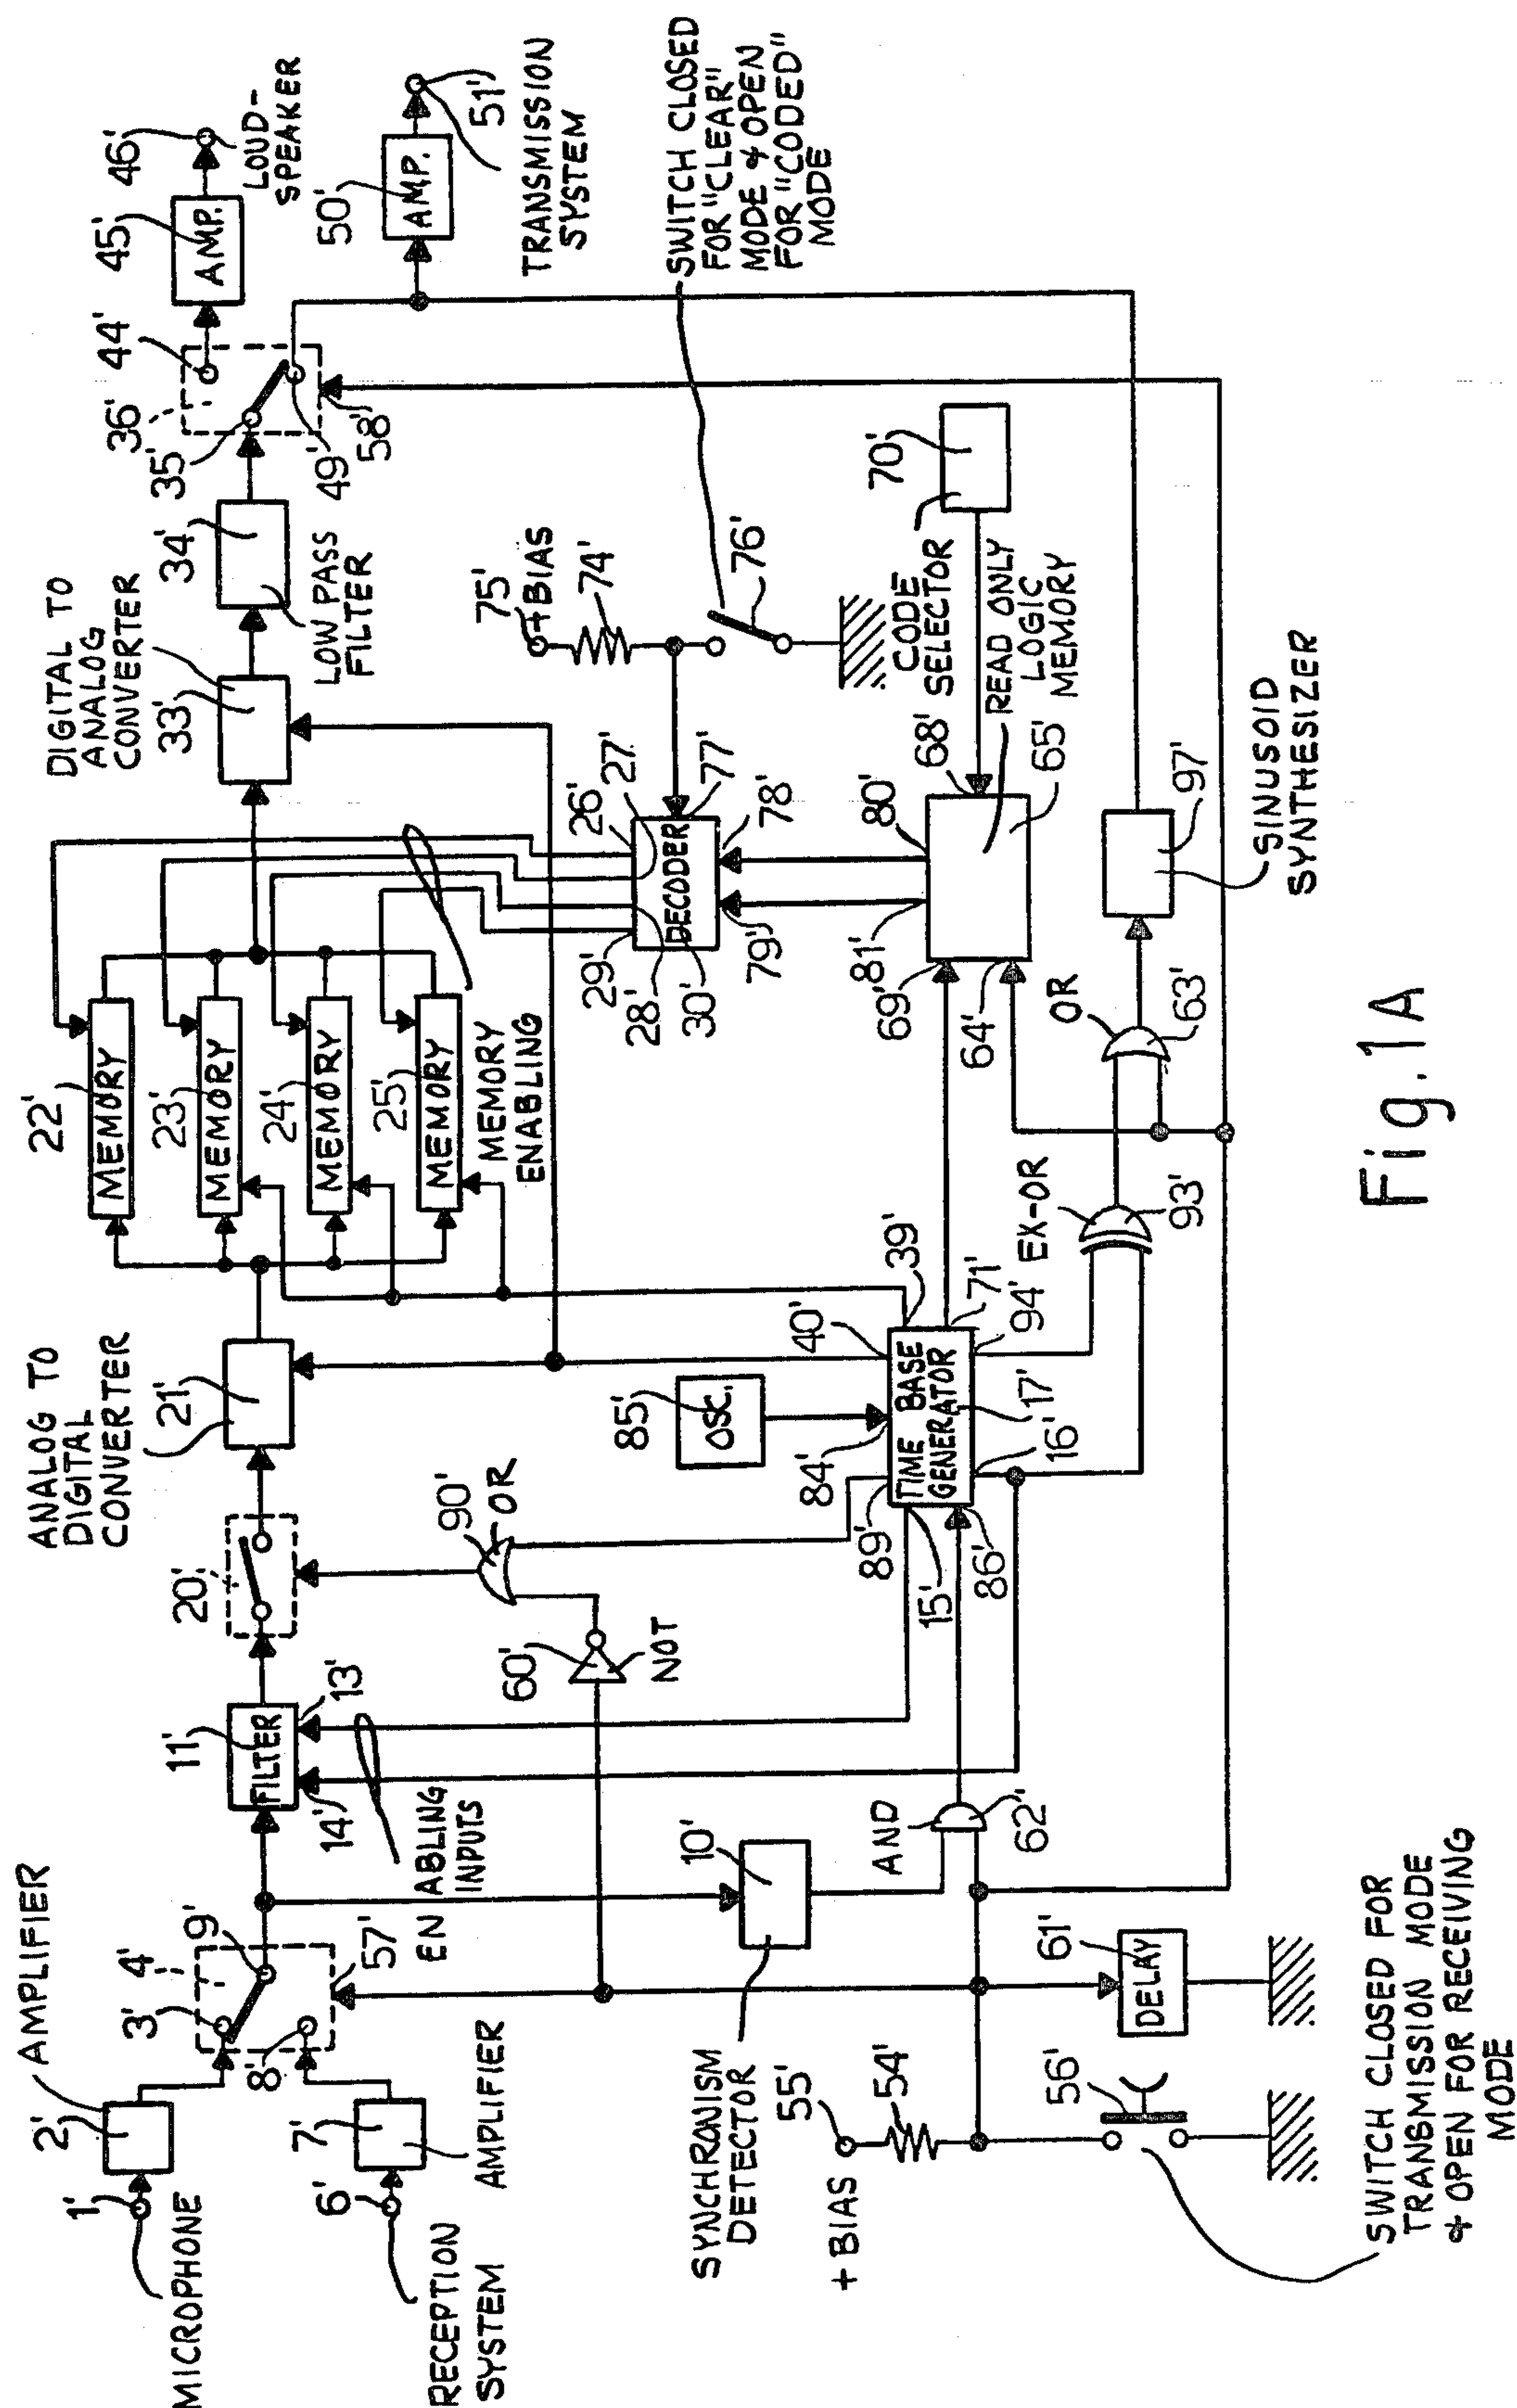 1'
MICROPHONE
2'
AMPLIFIER
3'
4'
9'
6'
RECEPTION
SYSTEM
7'
AMPLIFIER
8'
57'
11'
FILTER
13'
14'
EN ABLING
INPUTS
20'
ANALOG TO
DIGITAL
CONVERTER
21'
22'
MEMORY
23'
MEMORY
24'
MEMORY
25'
MEMORY
MEMORY
ENABLING
DIGITAL TO
ANALOG
CONVERTER
33'
34'
LOW PASS
FILTER
35'
36'
44'
49'
58'
45'
AMP.
46'
LOUD-
SPEAKER
50'
AMP.
51'
TRANSMISSION
SYSTEM
SWITCH CLOSED
FOR "CLEAR"
MODE & OPEN
FOR "CODED"
MODE
75'
+BIAS
74'
76'
26'
27'
77'
DECODER
29'
28'
30'
79'
78'
80'
81'
68'
69'
64'
65'
CODE
SELECTOR
70'
READ ONLY
LOGIC
MEMORY
60'
NOT
90'
OR
85'
OSC.
84'
40'
39'
89'
TIME BASE
GENERATOR
15'
86'
16'
17'
94'
71'
EX-OR
93'
OR
63'
97'
SINUSOID
SYNTHESIZER
10'
SYNCHRONISM
DETECTOR
AND
62'
55'
+ BIAS
54'
56'
61'
DELAY
SWITCH CLOSED FOR
TRANSMISSION MODE
& OPEN FOR RECEIVING
MODE
Fig.1A